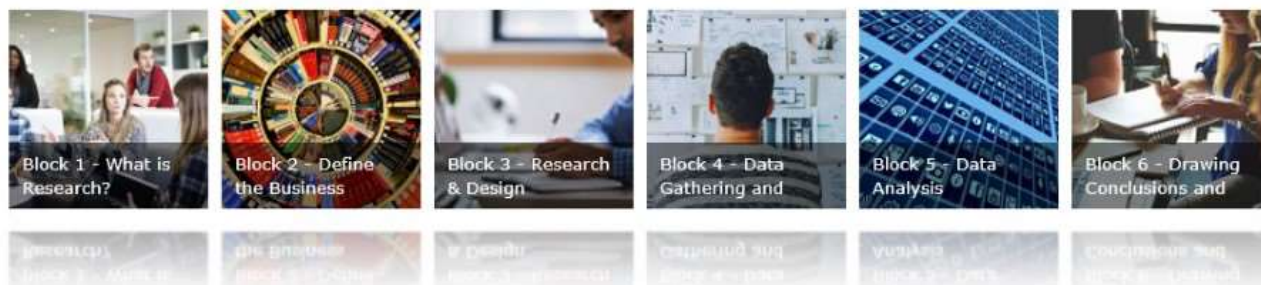 Block 1 - What is
Research?
Block 2 - Define
the Business
Block 3 - Research
& Design
Block 4 - Data
Gathering and
Block 5 - Data
Analysis
Block 6 - Drawing
Conclusions and